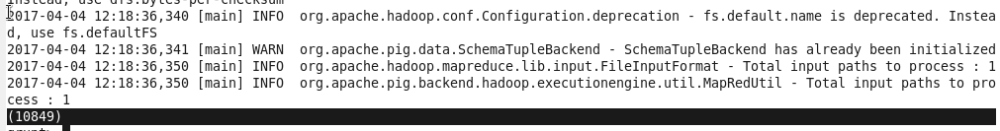 instead, use dfs.bytes-per-checksum
2017-04-04 12:18:36,340 [main] INFO  org.apache.hadoop.conf.Configuration.deprecation - fs.default.name is deprecated. Instea
d, use fs.defaultFS
2017-04-04 12:18:36,341 [main] WARN  org.apache.pig.data.SchemaTupleBackend - SchemaTupleBackend has already been initialized
2017-04-04 12:18:36,350 [main] INFO  org.apache.hadoop.mapreduce.lib.input.FileInputFormat - Total input paths to process : 1
2017-04-04 12:18:36,350 [main] INFO  org.apache.pig.backend.hadoop.executionengine.util.MapRedUtil - Total input paths to pro
cess : 1
(10849)
grunt>